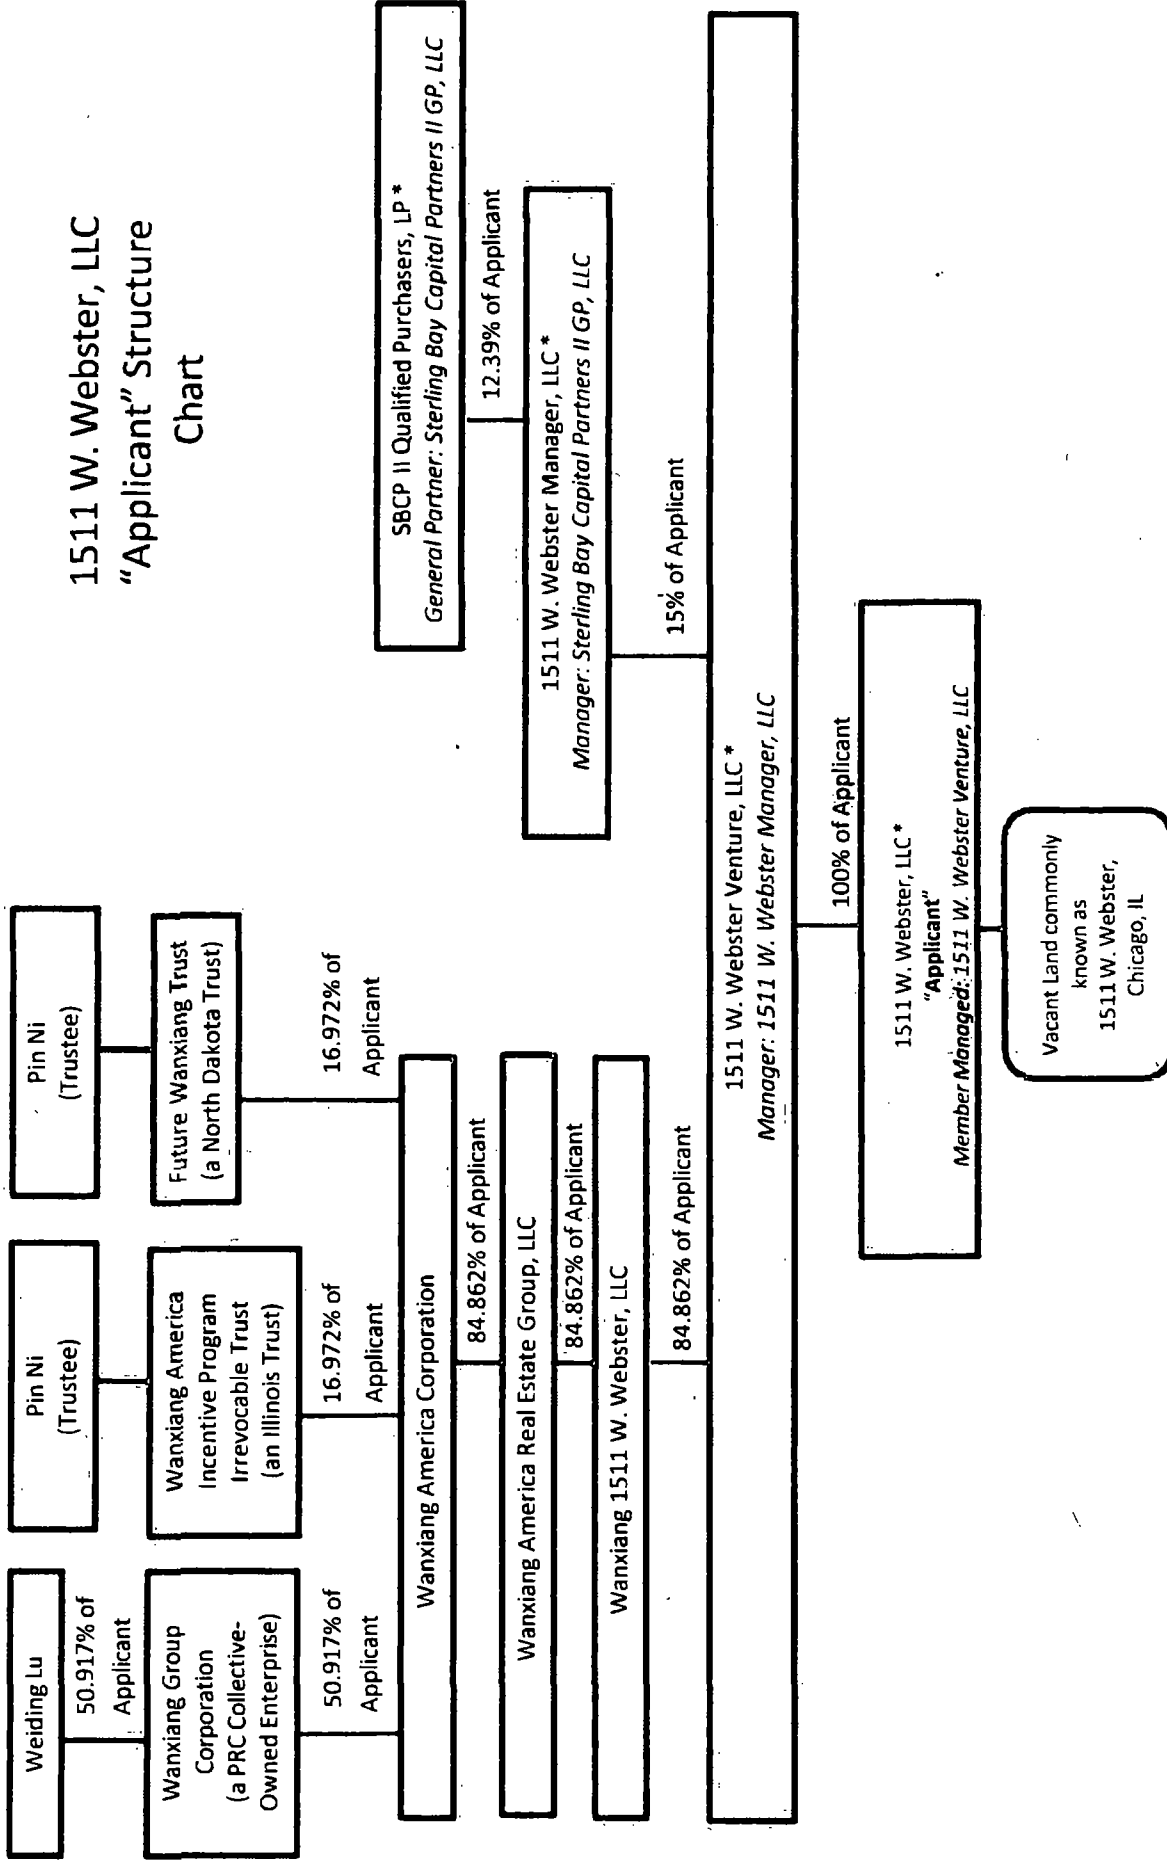 1511 W. Webster, LLC
"Applicant" Structure
Chart
Weiding Lu
50.917% of
Applicant
Wanxiang Group
Corporation
(a PRC Collective-
Owned Enterprise)
50.917% of
Applicant
Pin Ni
(Trustee)
Wanxiang America
Incentive Program
Irrevocable Trust
(an Illinois Trust)
16.972% of
Applicant
Pin Ni
(Trustee)
Future Wanxiang Trust
(a North Dakota Trust)
16.972% of
Applicant
Wanxiang America Corporation
84.862% of Applicant
Wanxiang America Real Estate Group, LLC
84.862% of Applicant
Wanxiang 1511 W. Webster, LLC
84.862% of Applicant
SBCP II Qualified Purchasers, LP *
General Partner: Sterling Bay Capital Partners II GP, LLC
12.39% of Applicant
1511 W. Webster Manager, LLC *
Manager: Sterling Bay Capital Partners II GP, LLC
15% of Applicant
1511 W. Webster Venture, LLC *
Manager: 1511 W. Webster Manager, LLC
100% of Applicant
1511 W. Webster, LLC *
"Applicant"
Member Managed: 1511 W. Webster Venture, LLC
Vacant Land commonly
known as
1511 W. Webster,
Chicago, IL